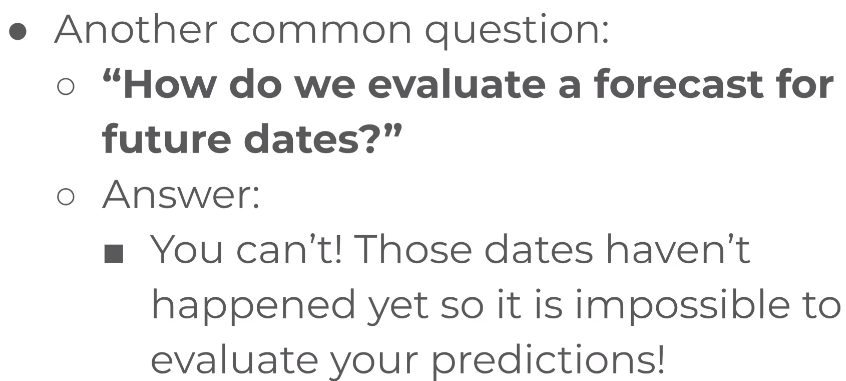 ● Another common question:
○ “How do we evaluate a forecast for
future dates?”
○ Answer:
■ You can’t! Those dates haven’t
happened yet so it is impossible to
evaluate your predictions!